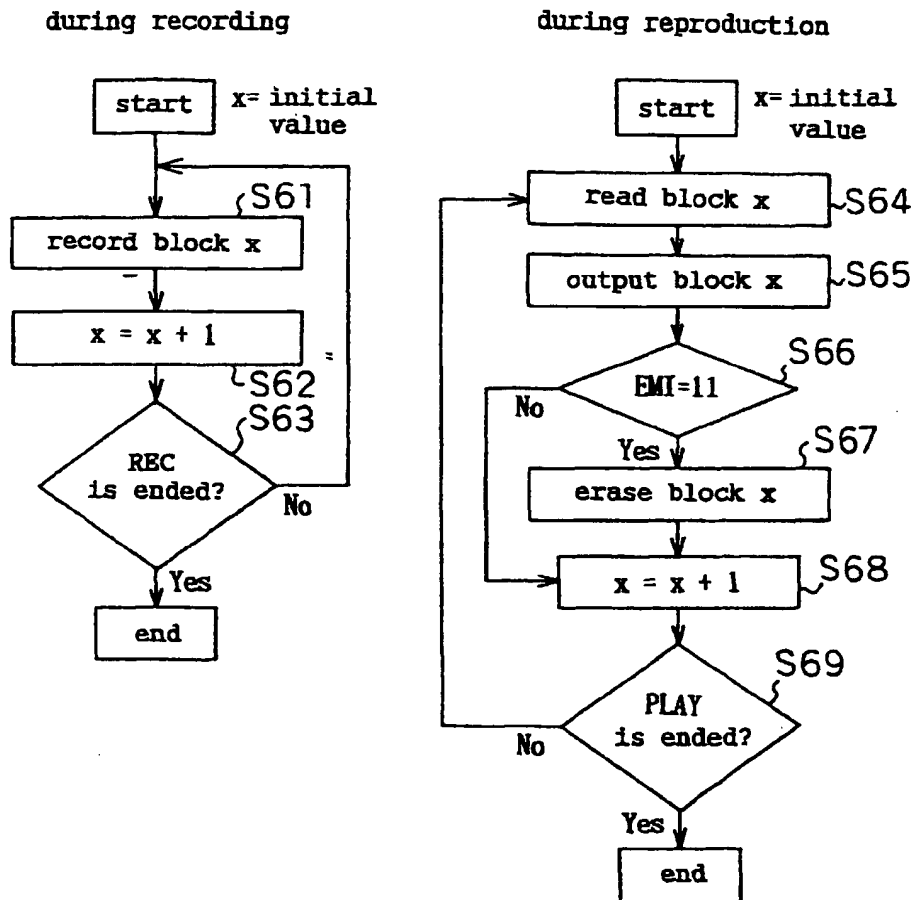 during recording
start
x= initial
value
S61
record block x
x = x + 1
S62
S63
REC
is ended?
No
Yes
end
during reproduction
start
x= initial
value
read block x
S64
output block x
S65
S66
EMI=11
No
Yes
S67
erase block x
S68
x = x + 1
S69
PLAY
is ended?
No
Yes
end